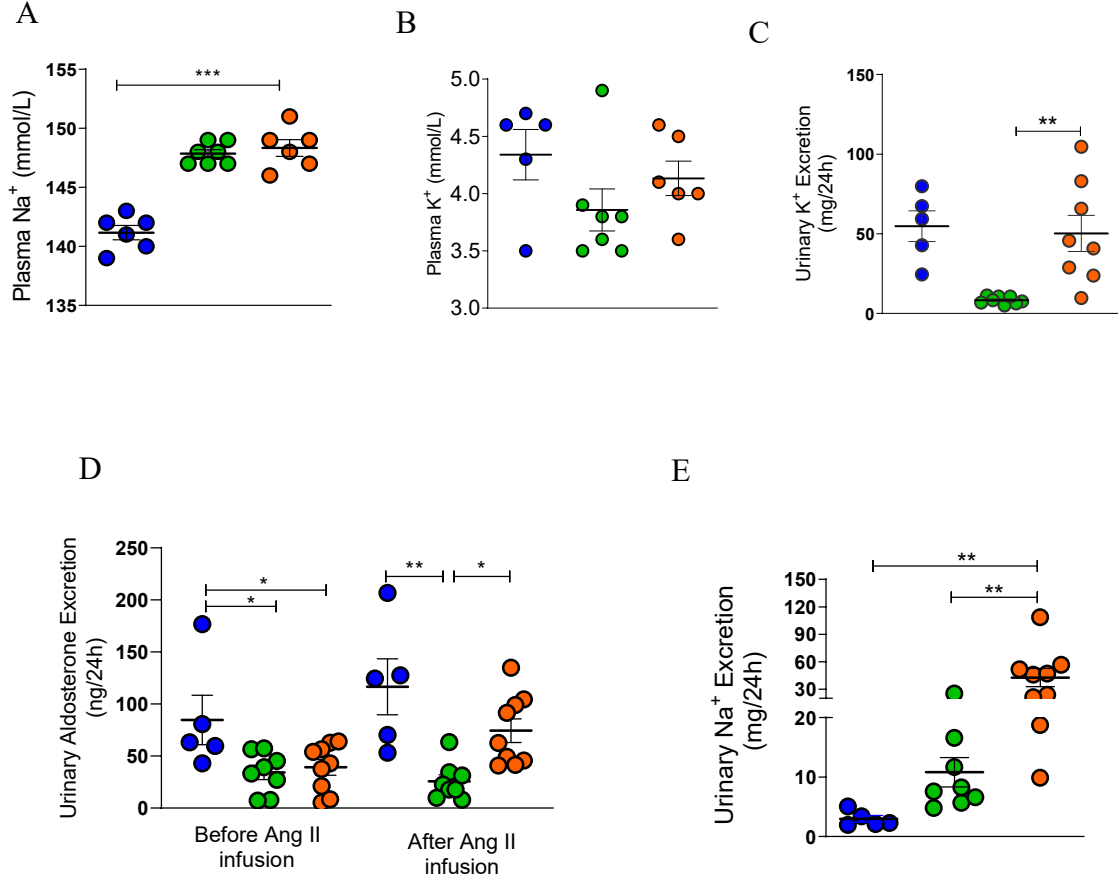 A
Plasma Na⁺ (mmol/L)
155
150
145
140
135
***
B
Plasma K⁺ (mmol/L)
5.0
4.5
4.0
3.5
3.0
C
Urinary K⁺ Excretion
(mg/24h)
150
100
50
0
**
D
Urinary Aldosterone Excretion
(ng/24h)
250
200
150
100
50
0
*
*
**
*
Before Ang II
infusion
After Ang II
infusion
E
Urinary Na⁺ Excretion
(mg/24h)
150
120
90
60
30
20
10
0
**
**